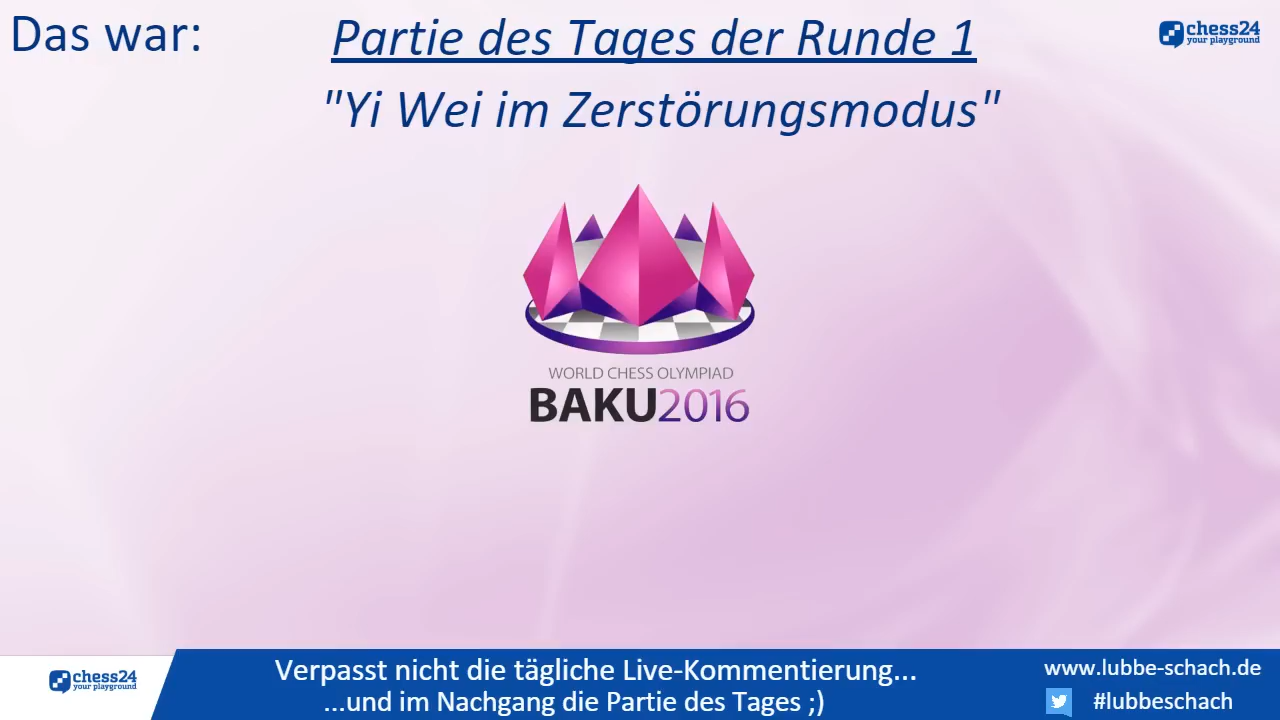 Das war:
Partie des Tages der Runde 1
chess24
your playground
"Yi Wei im Zerstörungsmodus"
WORLD CHESS OLYMPIAD
BAKU2016
chess24
your playground
Verpasst nicht die tägliche Live-Kommentierung...
...und im Nachgang die Partie des Tages ;)
www.lubbe-schach.de
#lubbeschach